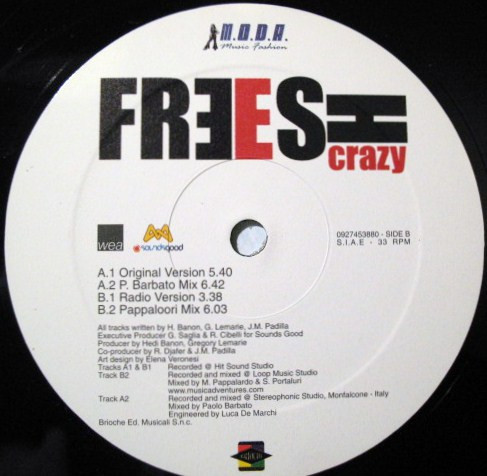 M.O.D.A.
Music Fashion
FREESH
crazy
wea
soundsgood
0927453880 - SIDE B
S.I.A.E - 33 RPM
A.1 Original Version 5.40
A.2 P. Barbato Mix 6.42
B.1 Radio Version 3.38
B.2 Pappaloori Mix 6.03
All tracks written by H. Banon, G. Lemarie, J.M. Padilla
Executive Producer G. Saglia & R. Cibelli for Sounds Good
Producer by Hedi Banon, Gregory Lemarie
Co-producer by R. Djafer & J.M. Padilla
Art design by Elena Veronesi
Tracks A1 & B1 Recorded @ Hit Sound Studio
Track B2 Recorded and mixed @ Loop Music Studio
Mixed by M. Pappalardo & S. Portaluri
www.musicadventures.com
Track A2 Recorded and mixed @ Stereophonic Studio, Monfalcone - Italy
Mixed by Paolo Barbato
Engineered by Luca De Marchi
Brioche Ed. Musicali S.n.c.